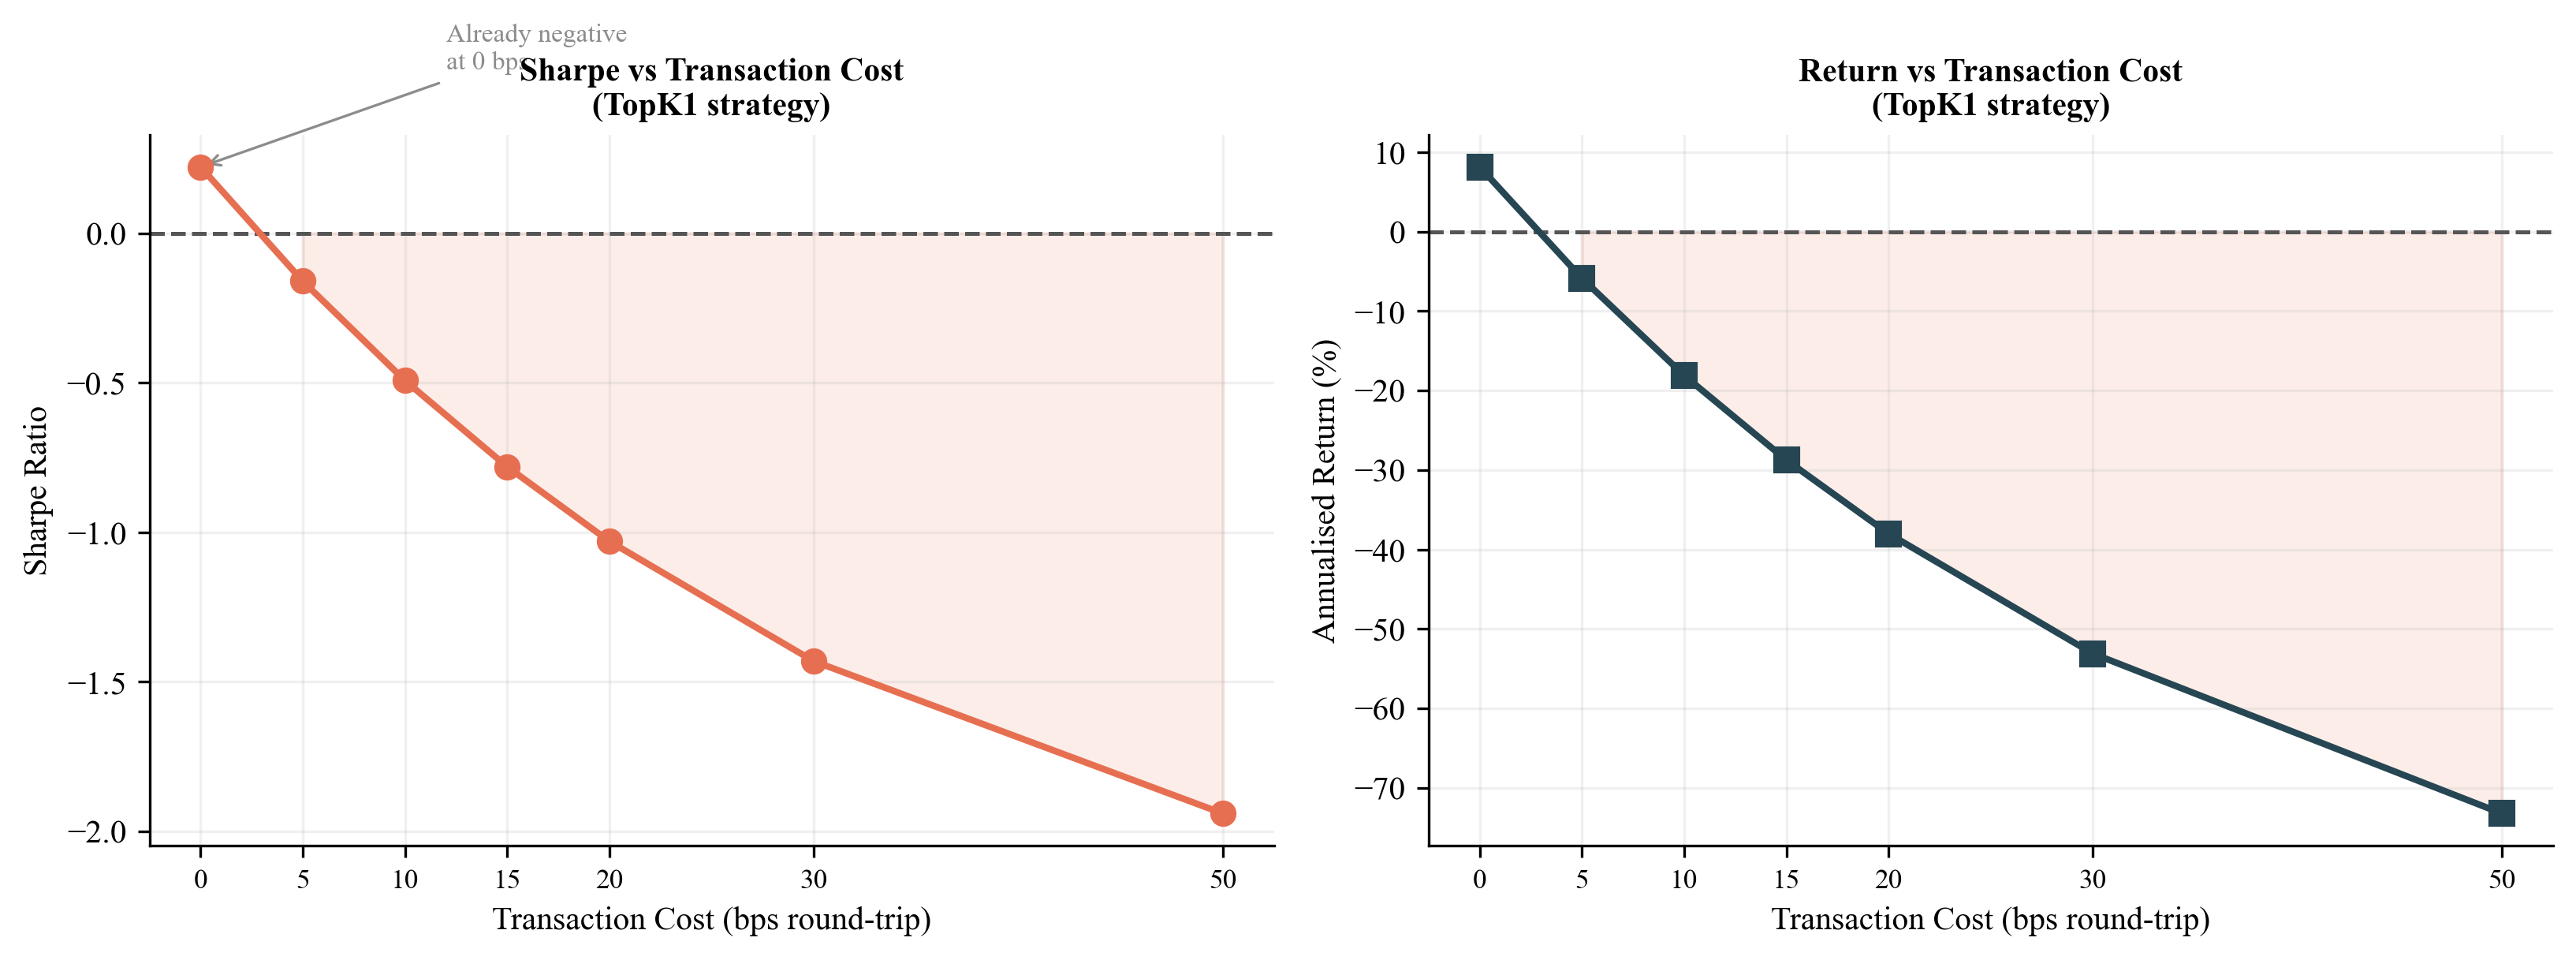 Already negative
at 0 bps
Sharpe vs Transaction Cost
(TopK1 strategy)
0.0
−0.5
−1.0
−1.5
−2.0
Sharpe Ratio
0 5 10 15 20 30 50
Transaction Cost (bps round-trip)
Return vs Transaction Cost
(TopK1 strategy)
10
0
−10
−20
−30
−40
−50
−60
−70
Annualised Return (%)
0 5 10 15 20 30 50
Transaction Cost (bps round-trip)